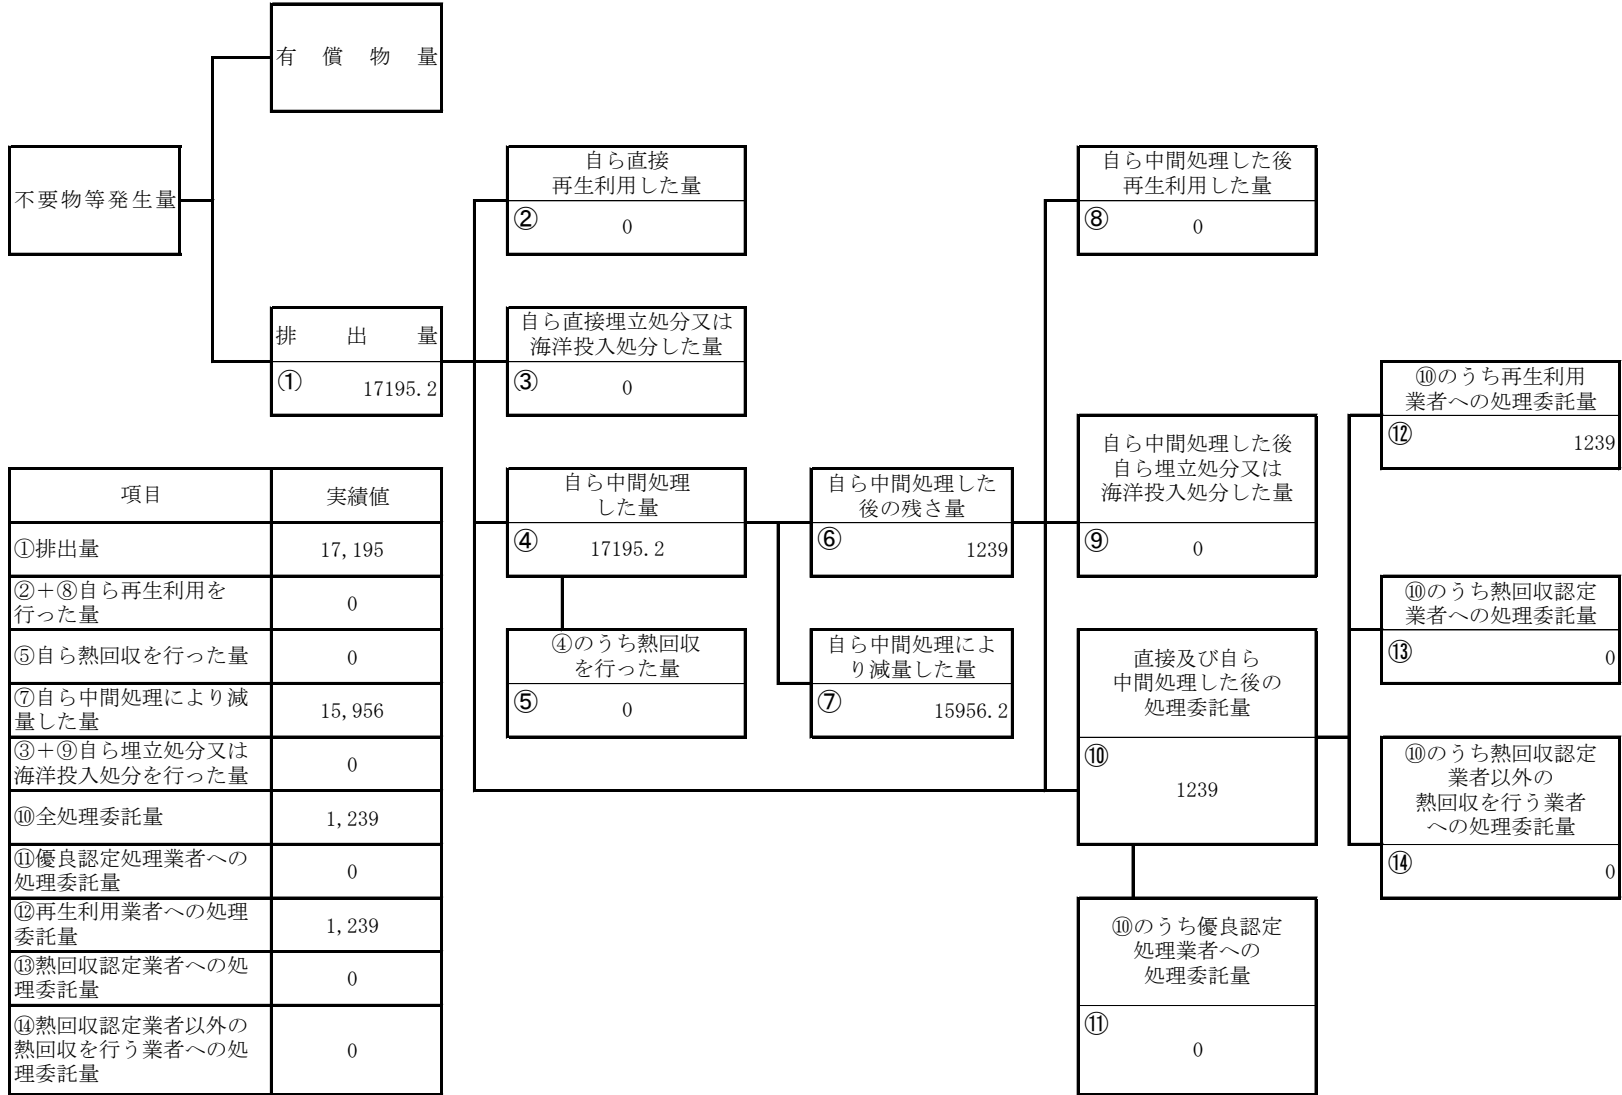 有償物量
不要物等発生量
排出量
① 17195.2
自ら直接
再生利用した量
② 0
自ら直接埋立処分又は
海洋投入処分した量
③ 0
自ら中間処理
した量
④ 17195.2
④のうち熱回収
を行った量
⑤ 0
自ら中間処理した
後の残さ量
⑥ 1239
自ら中間処理によ
り減量した量
⑦ 15956.2
自ら中間処理した後
再生利用した量
⑧ 0
自ら中間処理した後
自ら埋立処分又は
海洋投入処分した量
⑨ 0
直接及び自ら
中間処理した後の
処理委託量
⑩ 1239
⑩のうち優良認定
処理業者への
処理委託量
⑪ 0
⑩のうち再生利用
業者への処理委託量
⑫ 1239
⑩のうち熱回収認定
業者への処理委託量
⑬ 0
⑩のうち熱回収認定
業者以外の
熱回収を行う業者
への処理委託量
⑭ 0
項目 実績値
①排出量 17,195
②+⑧自ら再生利用を
行った量 0
⑤自ら熱回収を行った量 0
⑦自ら中間処理により減
量した量 15,956
③+⑨自ら埋立処分又は
海洋投入処分を行った量 0
⑩全処理委託量 1,239
⑪優良認定処理業者への
処理委託量 0
⑫再生利用業者への処理
委託量 1,239
⑬熱回収認定業者への処
理委託量 0
⑭熱回収認定業者以外の
熱回収を行う業者への処
理委託量 0